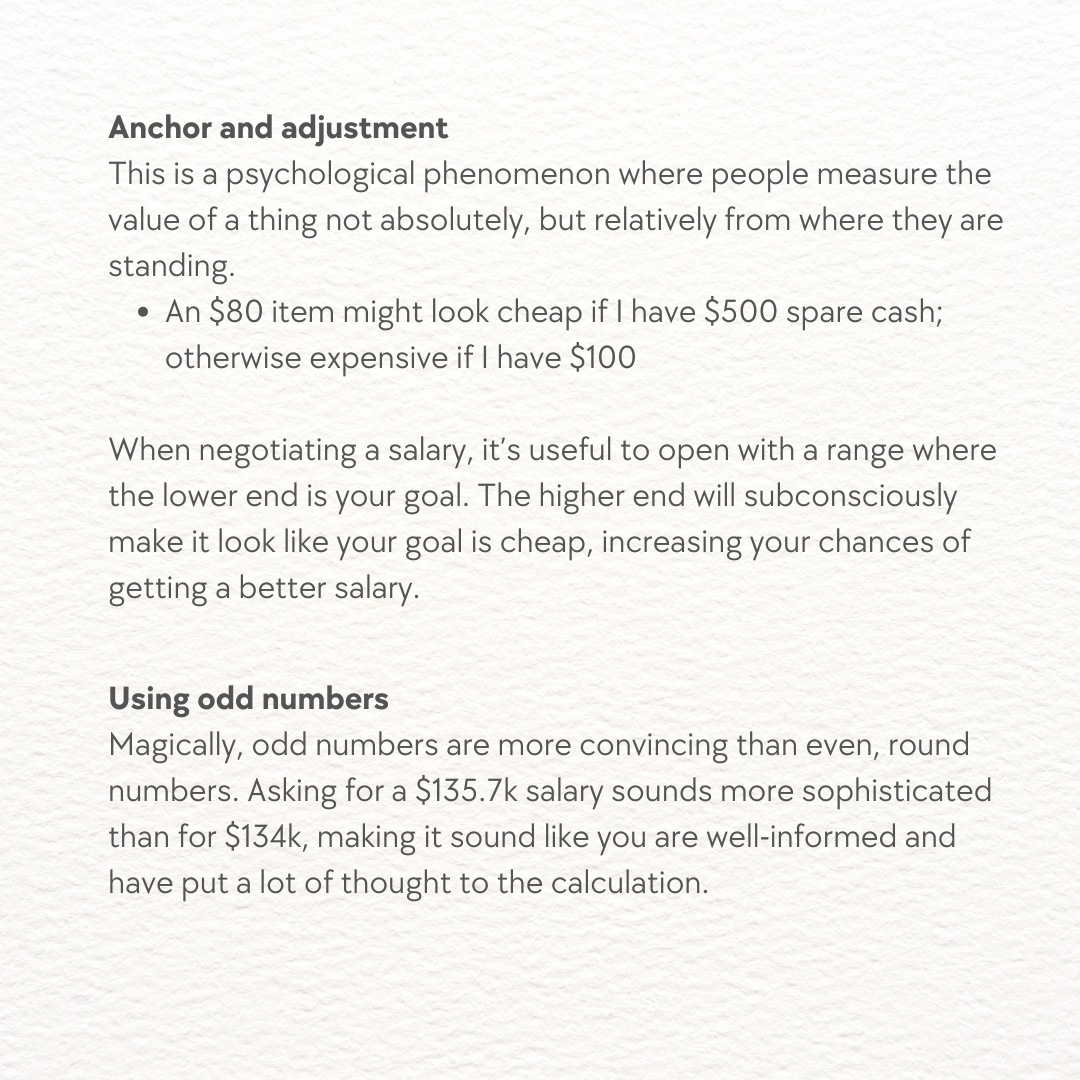 Anchor and adjustment
This is a psychological phenomenon where people measure the
value of a thing not absolutely, but relatively from where they are
standing.
• An $80 item might look cheap if I have $500 spare cash;
otherwise expensive if I have $100
When negotiating a salary, it's useful to open with a range where
the lower end is your goal. The higher end will subconsciously
make it look like your goal is cheap, increasing your chances of
getting a better salary.
Using odd numbers
Magically, odd numbers are more convincing than even, round
numbers. Asking for a $135.7k salary sounds more sophisticated
than for $134k, making it sound like you are well-informed and
have put a lot of thought to the calculation.